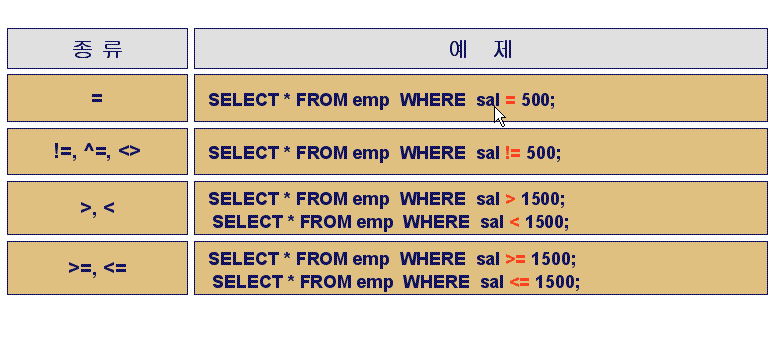 종 류
예 제
=
SELECT * FROM emp WHERE sal = 500;
!=, ^=, <>
SELECT * FROM emp WHERE sal != 500;
>, <
SELECT * FROM emp WHERE sal > 1500;
SELECT * FROM emp WHERE sal < 1500;
>=, <=
SELECT * FROM emp WHERE sal >= 1500;
SELECT * FROM emp WHERE sal <= 1500;